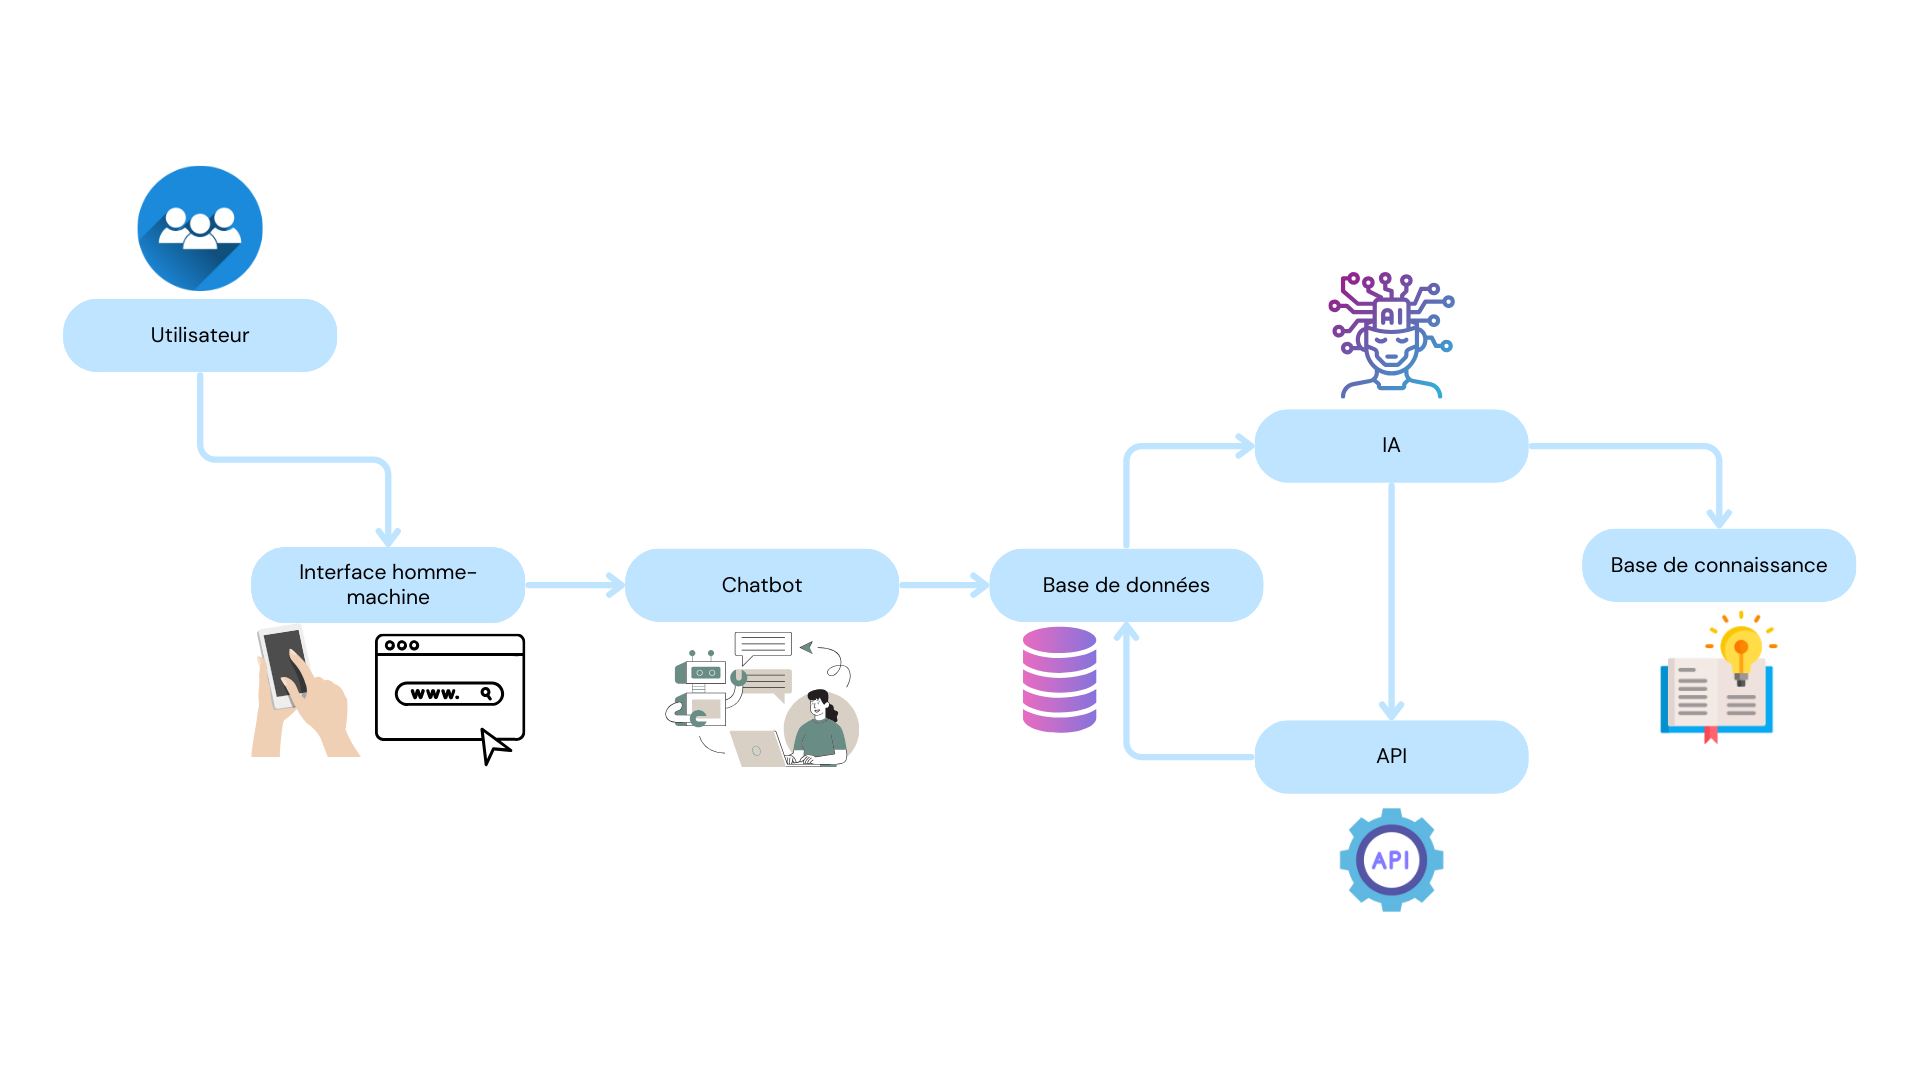 Utilisateur
AI
IA
Interface homme-
machine
Chatbot
Base de données
Base de connaissance
www.
API
API